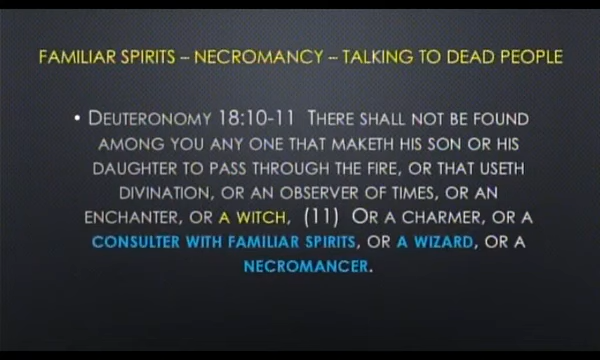 FAMILIAR SPIRITS – NECROMANCY – TALKING TO DEAD PEOPLE
• DEUTERONOMY 18:10-11 THERE SHALL NOT BE FOUND
AMONG YOU ANY ONE THAT MAKETH HIS SON OR HIS
DAUGHTER TO PASS THROUGH THE FIRE, OR THAT USETH
DIVINATION, OR AN OBSERVER OF TIMES, OR AN
ENCHANTER, OR A WITCH, (11) OR A CHARMER, OR A
CONSULTER WITH FAMILIAR SPIRITS, OR A WIZARD, OR A
NECROMANCER.